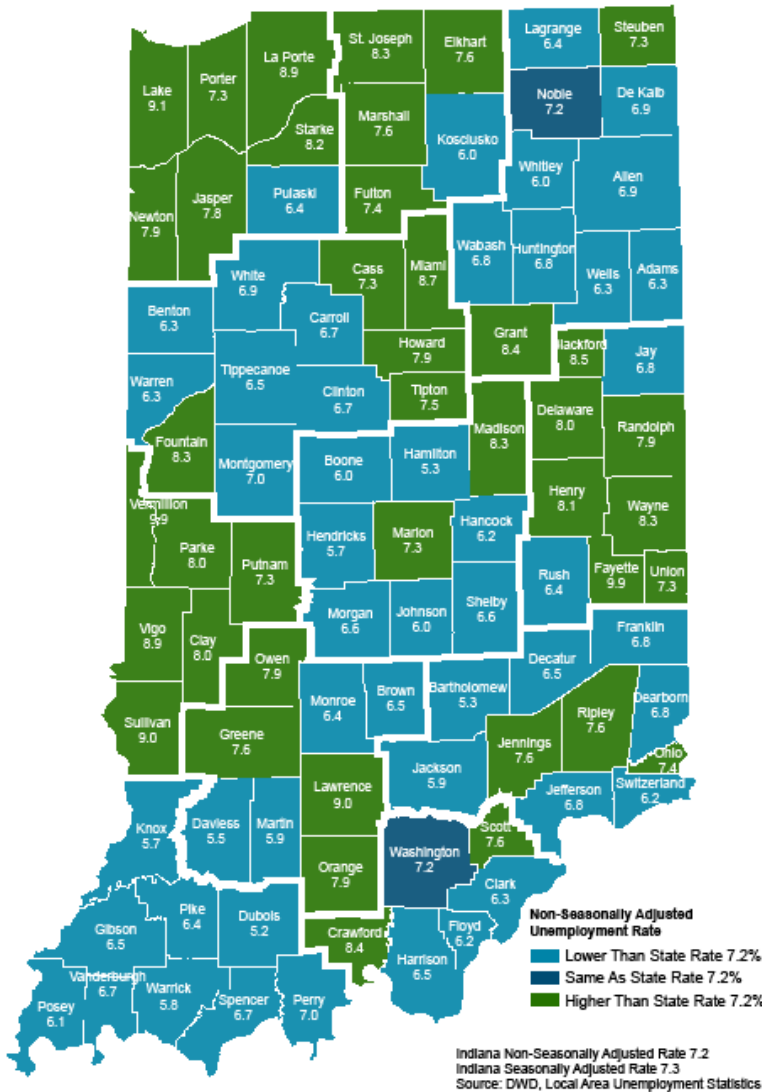 Lagrange
6.4
Steuben
7.3
St. Joseph
8.3
Elkhart
7.6
La Porte
8.9
Lake
9.1
Porter
7.3
Noble
7.2
De Kalb
6.9
Marshall
7.6
Starke
8.2
Kosciusko
6.0
Whitley
6.0
Allen
6.9
Pulaski
6.4
Fulton
7.4
Jasper
7.8
Newton
7.9
Wabash
6.8
Huntington
6.8
Wells
6.3
Adams
6.3
White
6.9
Cass
7.3
Miami
8.7
Benton
6.3
Carroll
6.7
Grant
8.4
Blackford
8.5
Jay
6.8
Howard
7.9
Warren
6.3
Tippecanoe
6.5
Clinton
6.7
Tipton
7.5
Madison
8.3
Delaware
8.0
Randolph
7.9
Fountain
8.3
Montgomery
7.0
Boone
6.0
Hamilton
5.3
Henry
8.1
Wayne
8.3
Vermillion
9.9
Hendricks
5.7
Marion
7.3
Hancock
6.2
Parke
8.0
Putnam
7.3
Rush
6.4
Fayette
9.9
Union
7.3
Morgan
6.6
Johnson
6.0
Shelby
6.6
Vigo
8.9
Clay
8.0
Franklin
6.8
Owen
7.9
Decatur
6.5
Monroe
6.4
Brown
6.5
Bartholomew
5.3
Dearborn
6.8
Ripley
7.6
Sullivan
9.0
Greene
7.6
Jennings
7.6
Ohio
7.4
Jackson
5.9
Lawrence
9.0
Jefferson
6.8
Switzerland
6.2
Knox
5.7
Daviess
5.5
Martin
5.9
Scott
7.6
Washington
7.2
Orange
7.9
Clark
6.3
Pike
6.4
Dubois
5.2
Gibson
6.5
Crawford
8.4
Floyd
6.2
Harrison
6.5
Vanderburgh
6.7
Warrick
5.8
Spencer
6.7
Perry
7.0
Posey
6.1
Non-Seasonally Adjusted
Unemployment Rate
Lower Than State Rate 7.2%
Same As State Rate 7.2%
Higher Than State Rate 7.2%
Indiana Non-Seasonally Adjusted Rate 7.2
Indiana Seasonally Adjusted Rate 7.3
Source: DWD, Local Area Unemployment Statistics